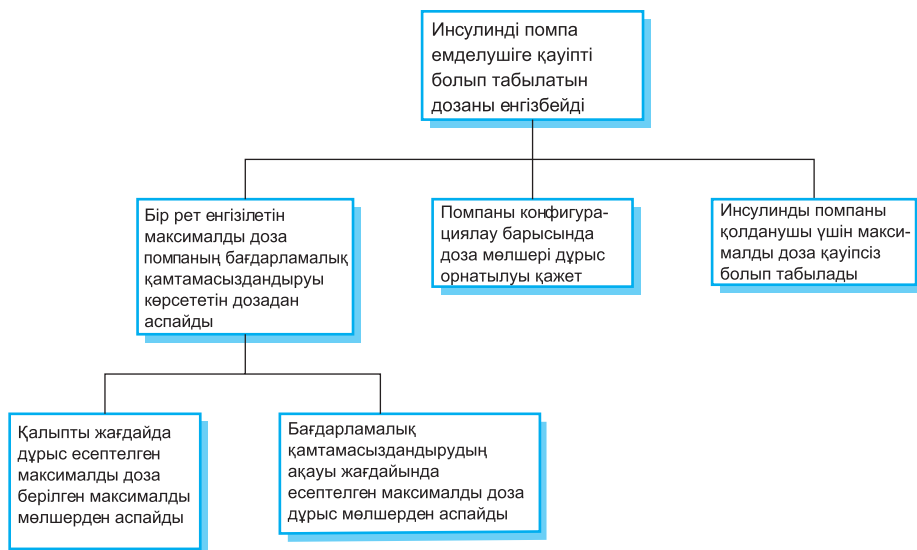 Инсулинді помпа
емделушіге қауіпті
болып табылатын
дозаны енгізбейді
Бір рет енгізілетін
максималды доза
помпаның бағдарламалық
қамтамасыздандыруы
көрсететін дозадан
аспайды
Помпаны конфигура-
циялау барысында
доза мөлшері дұрыс
орнатылуы қажет
Инсулинды помпаны
қолданушы үшін макси-
малды доза қауіпсіз
болып табылады
Қалыпты жағдайда
дұрыс есептелген
максималды доза
берілген максималды
мөлшерден аспайды
Бағдарламалық
қамтамасыздандырудың
ақауы жағдайында
есептелген максималды доза
дұрыс мөлшерден аспайды